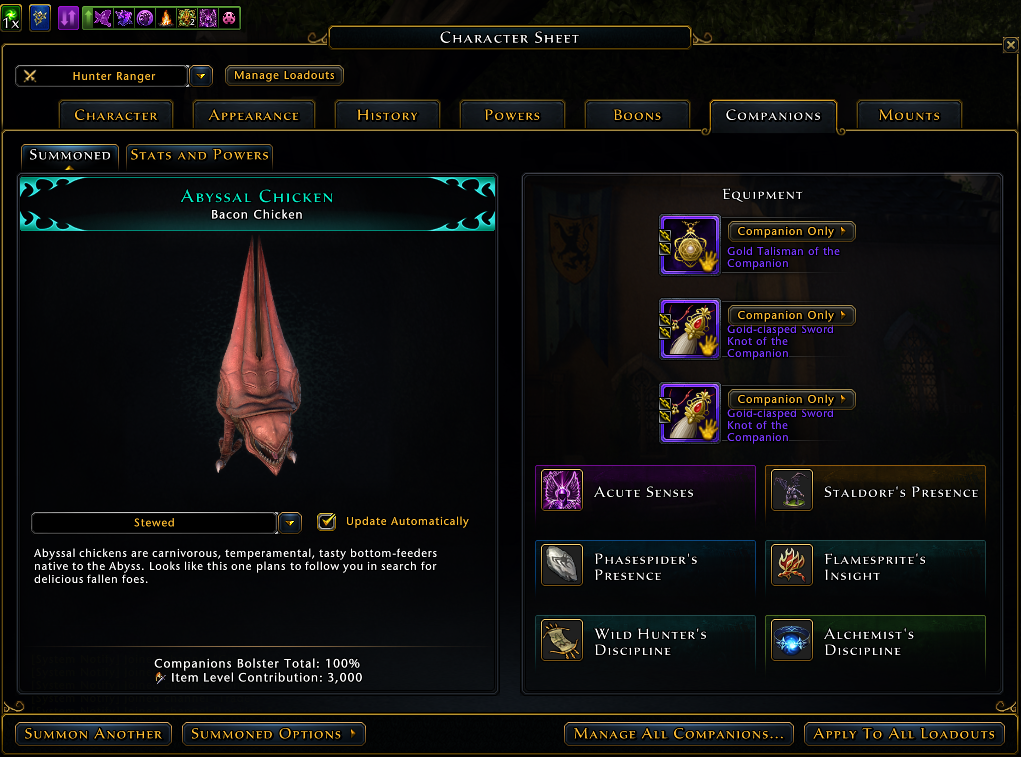 1x
2
Character Sheet
Hunter Ranger
Manage Loadouts
Character
Appearance
History
Powers
Boons
Companions
Mounts
Summoned
Stats and Powers
Abyssal Chicken
Bacon Chicken
Stewed
Update Automatically
Abyssal chickens are carnivorous, temperamental, tasty bottom-feeders
native to the Abyss. Looks like this one plans to follow you in search for
delicious fallen foes.
Companions Bolster Total: 100%
Item Level Contribution: 3,000
Equipment
Companion Only
Gold Talisman of the
Companion
Companion Only
Gold-clasped Sword
Knot of the
Companion
Companion Only
Gold-clasped Sword
Knot of the
Companion
Acute Senses
Staldorf's Presence
Phasespider's
Presence
Flamesprite's
Insight
Wild Hunter's
Discipline
Alchemist's
Discipline
Summon Another
Summoned Options
Manage All Companions...
Apply To All Loadouts